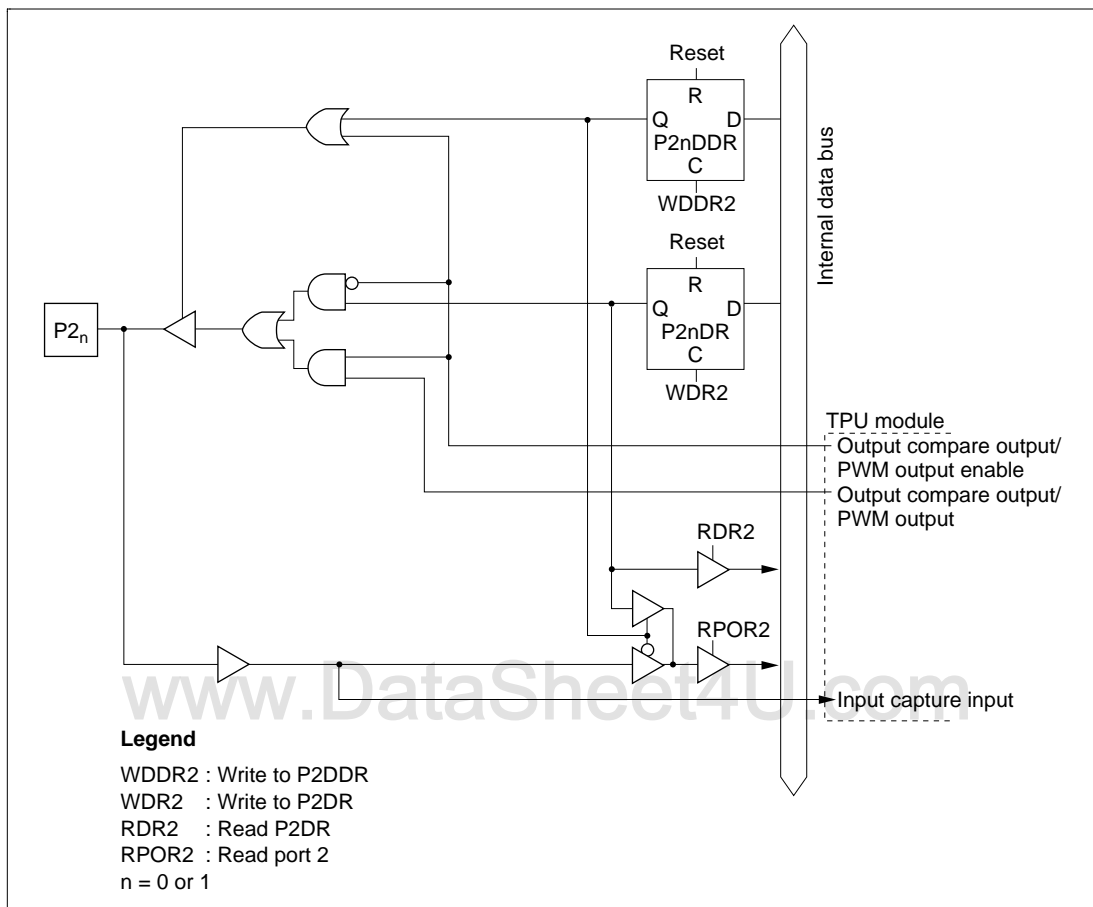 Reset
R
Q D
P2nDDR
C
WDDR2
Internal data bus
Reset
R
Q D
P2nDR
C
WDR2
P2n
TPU module
Output compare output/
PWM output enable
Output compare output/
PWM output
RDR2
RPOR2
Input capture input
www.DataSheet4U.com
Legend
WDDR2 : Write to P2DDR
WDR2 : Write to P2DR
RDR2 : Read P2DR
RPOR2 : Read port 2
n = 0 or 1